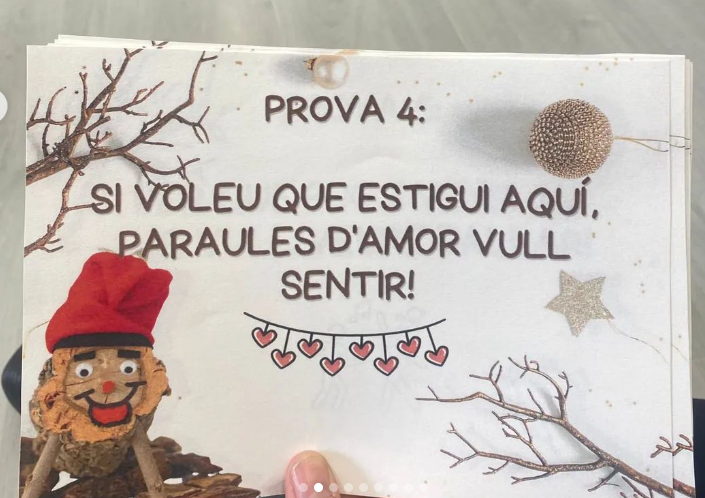 PROVA 4:
SI VOLEU QUE ESTIGUI AQUÍ,
PARAULES D'AMOR VULL
SENTIR!